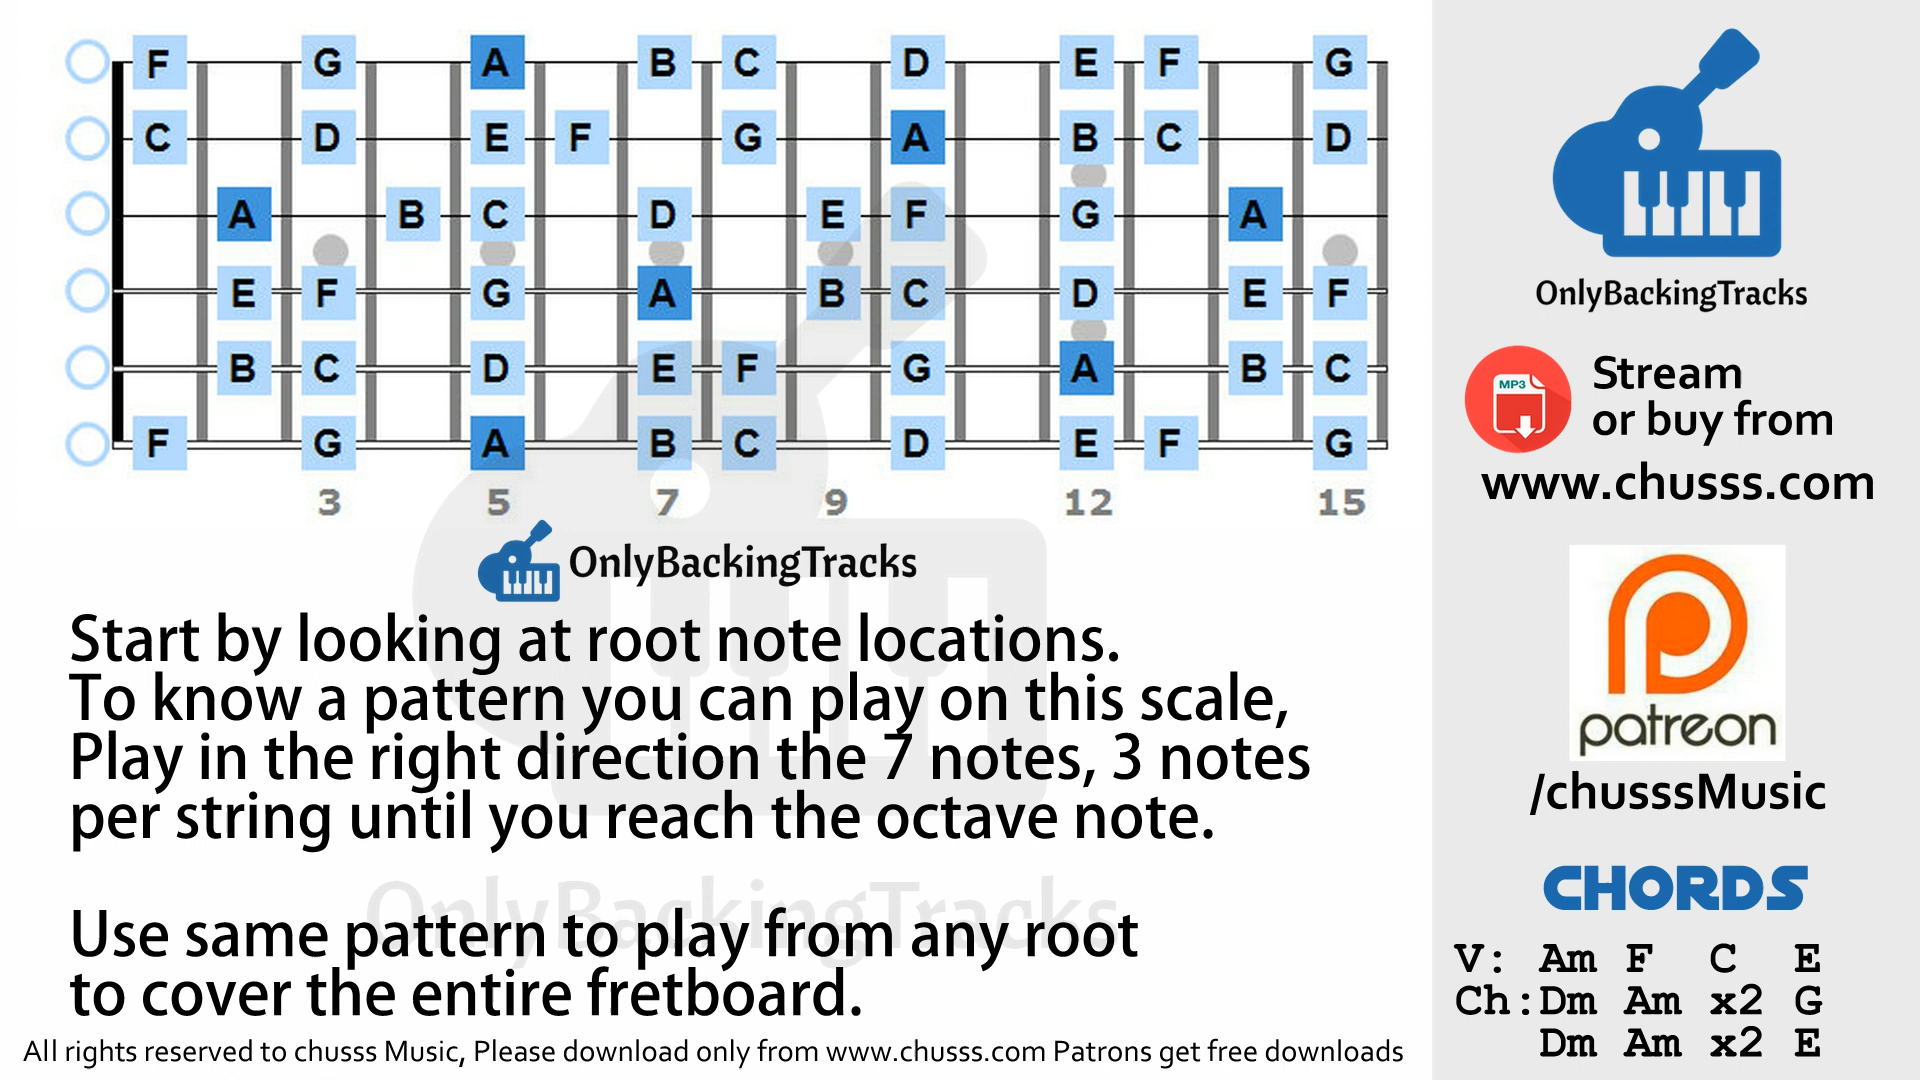 F G A B C D E F G
C D E F G A B C D
A B C D E F G A
E F G A B C D E F
B C D E F G A B C
F G A B C D E F G
3 5 7 9 12 15
OnlyBackingTracks
Start by looking at root note locations.
To know a pattern you can play on this scale,
Play in the right direction the 7 notes, 3 notes
per string until you reach the octave note.
OnlyBackingTracks
Use same pattern to play from any root
to cover the entire fretboard.
All rights reserved to chusss Music, Please download only from www.chusss.com Patrons get free downloads
OnlyBackingTracks
MP3
Stream
or buy from
www.chusss.com
patreon
/chusssMusic
CHORDS
V: Am F C E
Ch:Dm Am x2 G
Dm Am x2 E